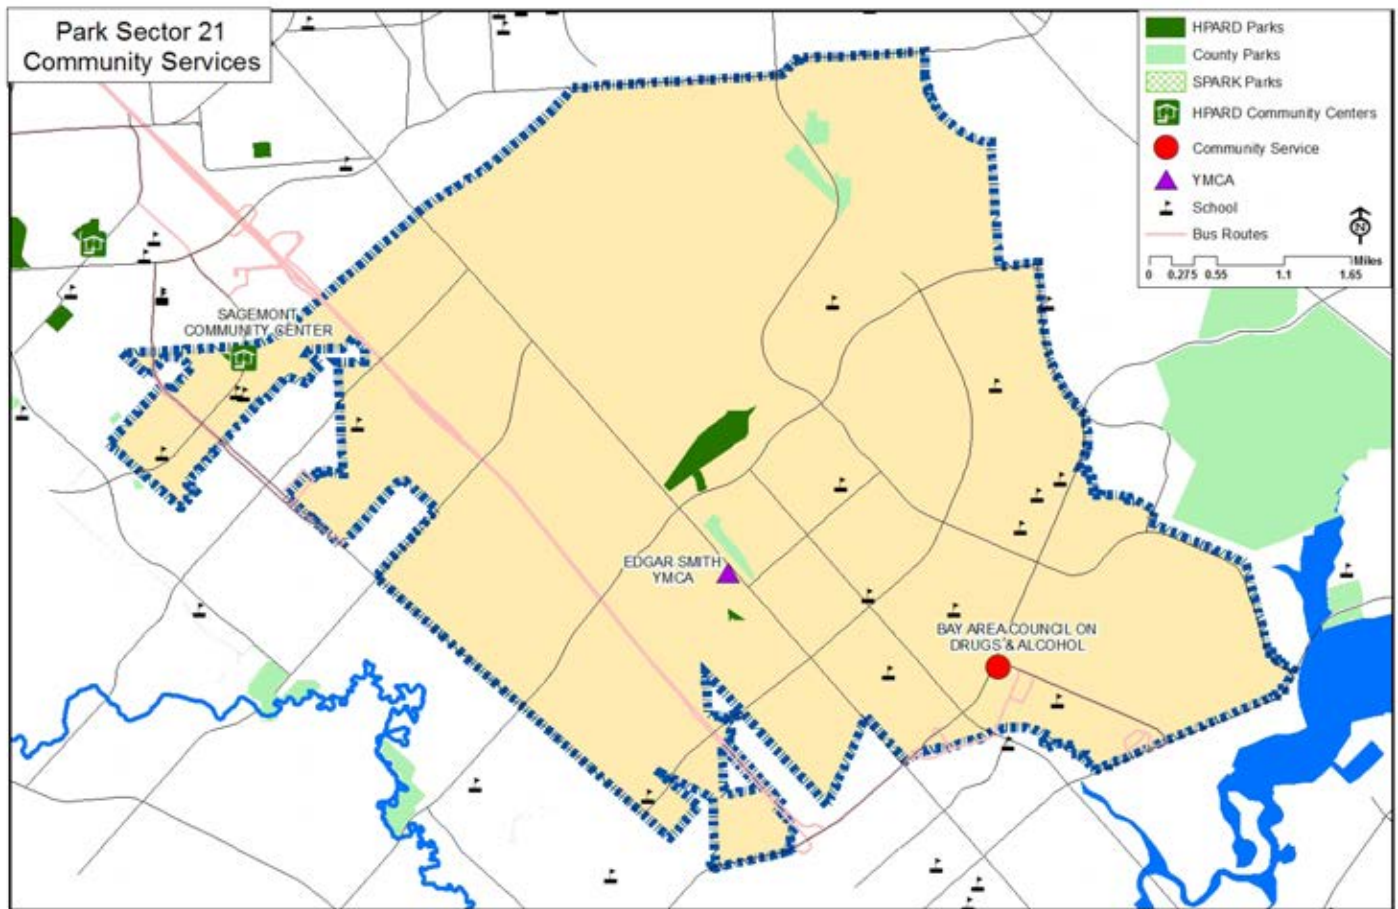 Park Sector 21
Community Services
HPARD Parks
County Parks
SPARK Parks
HPARD Community Centers
Community Service
YMCA
School
Bus Routes
N
Miles
0 0.275 0.55 1.1 1.65
SAGEMONT
COMMUNITY CENTER
EDGAR SMITH
YMCA
BAY AREA COUNCIL ON
DRUGS & ALCOHOL